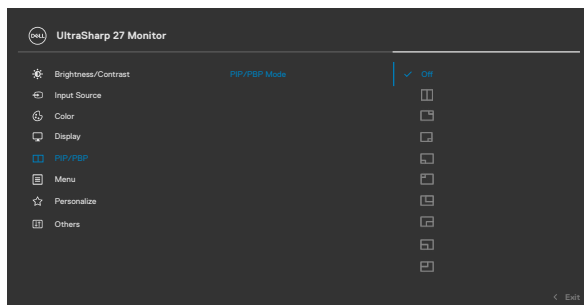 DELL UltraSharp 27 Monitor
Brightness/Contrast PIP/PBP Mode Off
Input Source
Color
Display
PIP/PBP
Menu
Personalize
Others
Exit